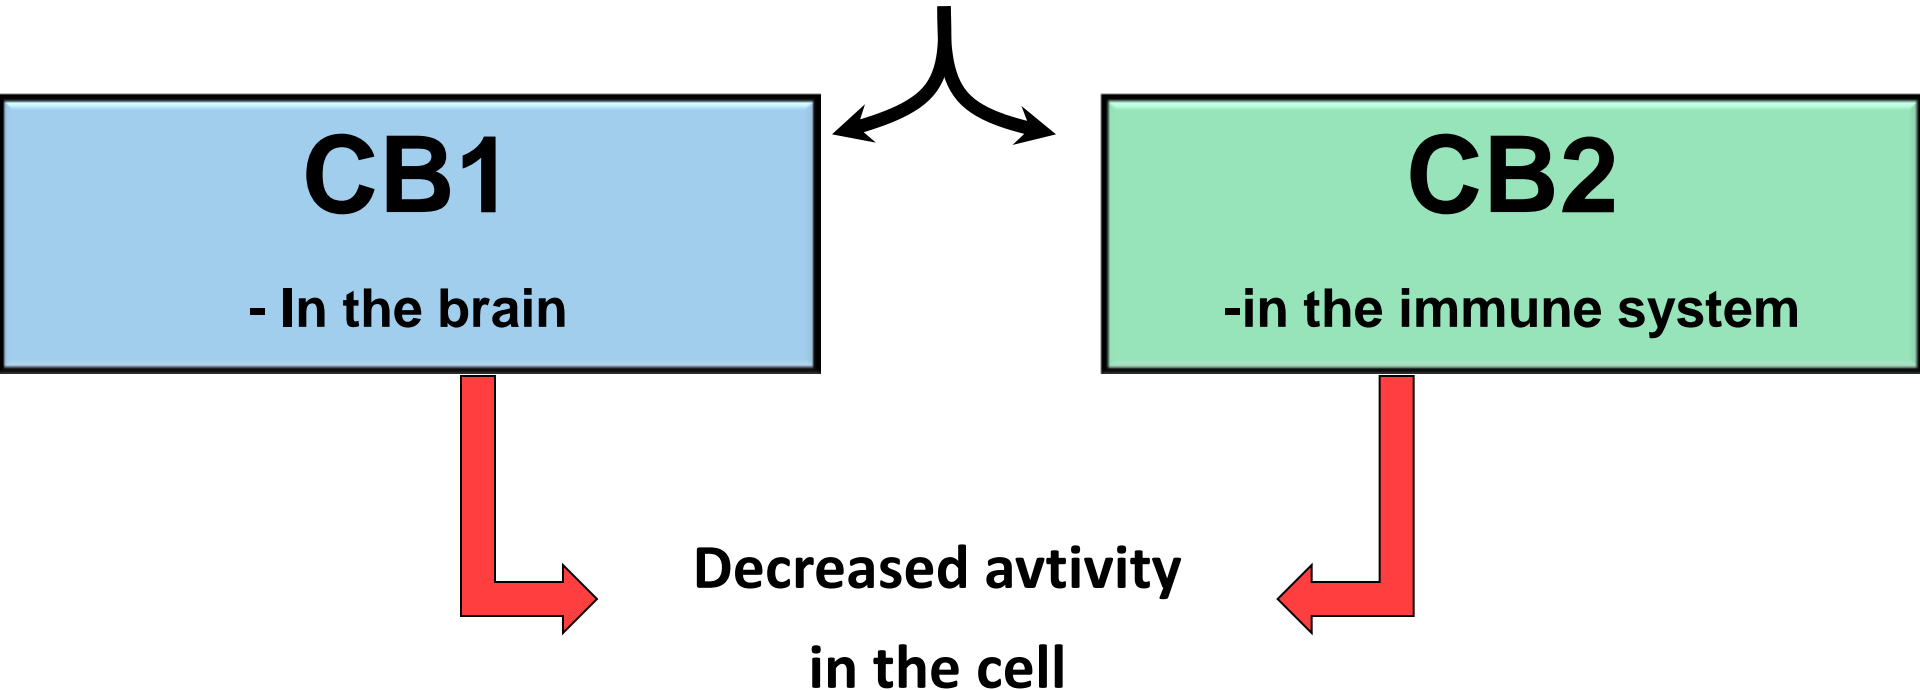 CB1
- In the brain
CB2
-in the immune system
Decreased avtivity
in the cell